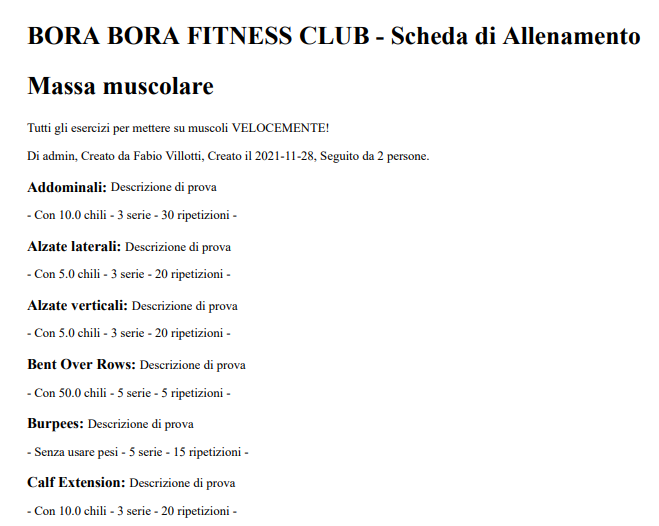 BORA BORA FITNESS CLUB - Scheda di Allenamento
Massa muscolare
Tutti gli esercizi per mettere su muscoli VELOCEMENTE!
Di admin, Creato da Fabio Villotti, Creato il 2021-11-28, Seguito da 2 persone.
Addominali: Descrizione di prova
- Con 10.0 chili - 3 serie - 30 ripetizioni -
Alzate laterali: Descrizione di prova
- Con 5.0 chili - 3 serie - 20 ripetizioni -
Alzate verticali: Descrizione di prova
- Con 5.0 chili - 3 serie - 20 ripetizioni -
Bent Over Rows: Descrizione di prova
- Con 50.0 chili - 5 serie - 5 ripetizioni -
Burpees: Descrizione di prova
- Senza usare pesi - 5 serie - 15 ripetizioni -
Calf Extension: Descrizione di prova
- Con 10.0 chili - 3 serie - 20 ripetizioni -